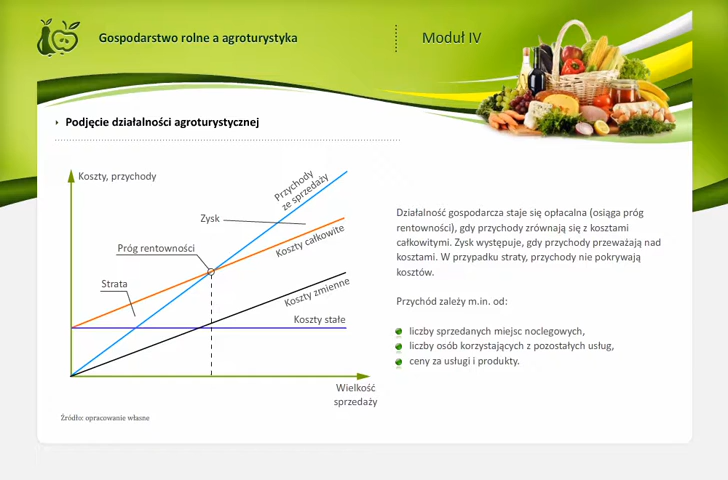 Gospodarstwo rolne a agroturystyka
Moduł IV
Podjęcie działalności agroturystycznej
Koszty, przychody
Przychody
ze sprzedaży
Zysk
Koszty całkowite
Próg rentowności
Strata
Koszty zmienne
Koszty stałe
Wielkość
sprzedaży
Źródło: opracowanie własne
Działalność gospodarcza staje się opłacalna (osiąga próg
rentowności), gdy przychody zrównają się z kosztami
całkowitymi. Zysk występuje, gdy przychody przeważają nad
kosztami. W przypadku straty, przychody nie pokrywają
kosztów.
Przychód zależy m.in. od:
liczby sprzedanych miejsc noclegowych,
liczby osób korzystających z pozostałych usług,
ceny za usługi i produkty.